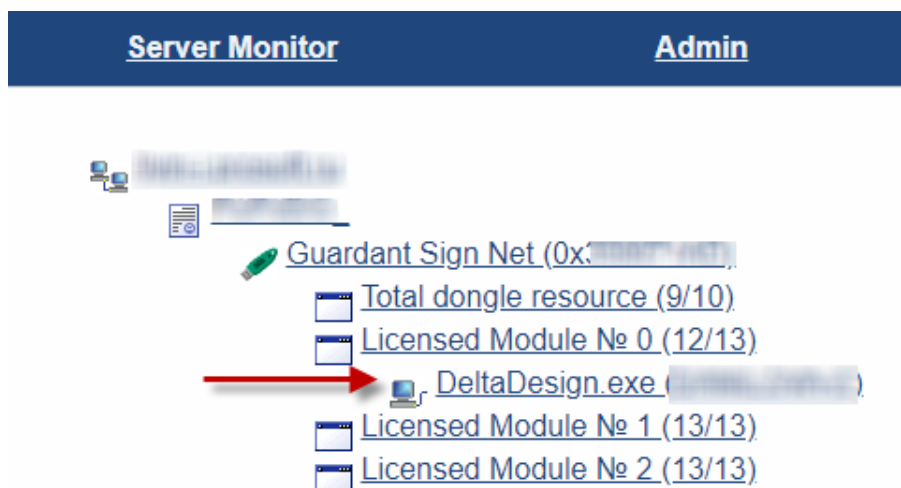 Server Monitor Admin
Guardant Sign Net (0x
Total dongle resource (9/10)
Licensed Module № 0 (12/13)
DeltaDesign.exe ( )
Licensed Module № 1 (13/13)
Licensed Module № 2 (13/13)